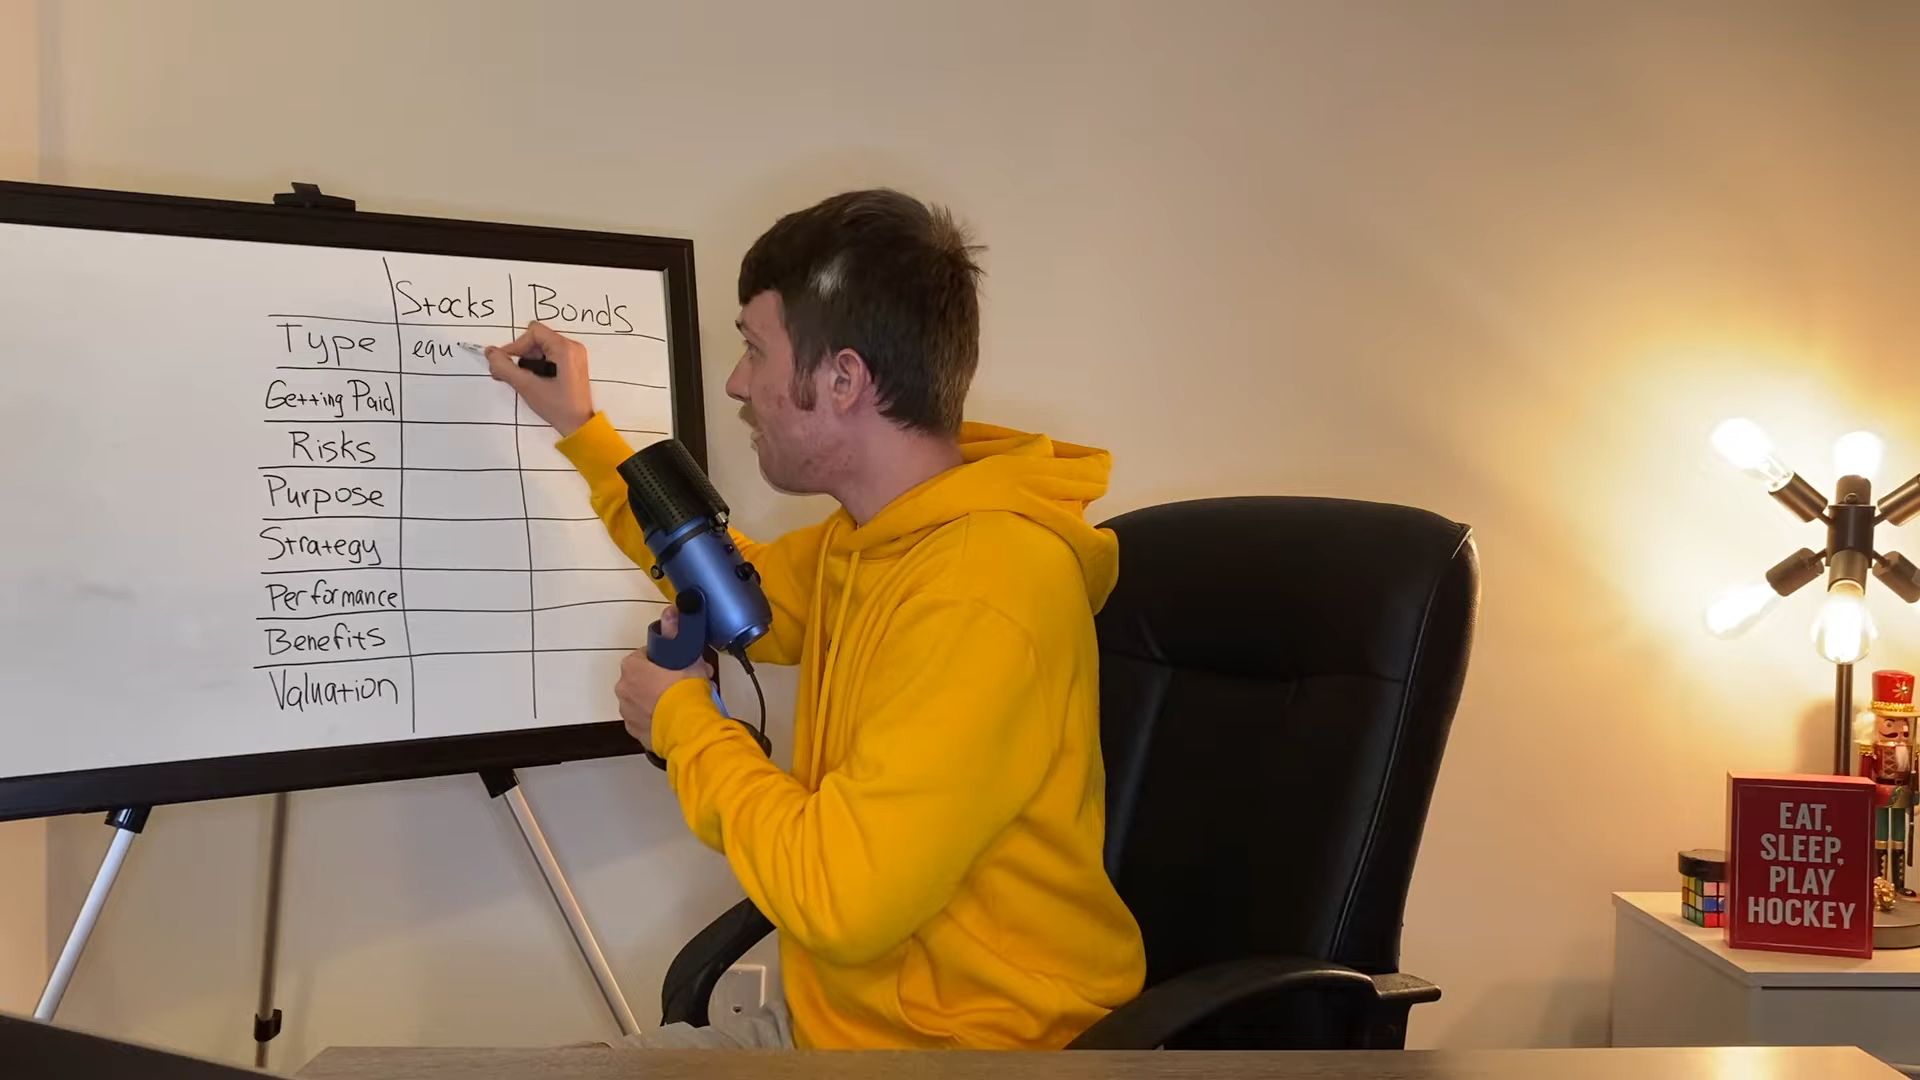 Stocks Bonds
Type equ
Getting Paid
Risks
Purpose
Strategy
Performance
Benefits
Valuation
EAT,
SLEEP,
PLAY
HOCKEY